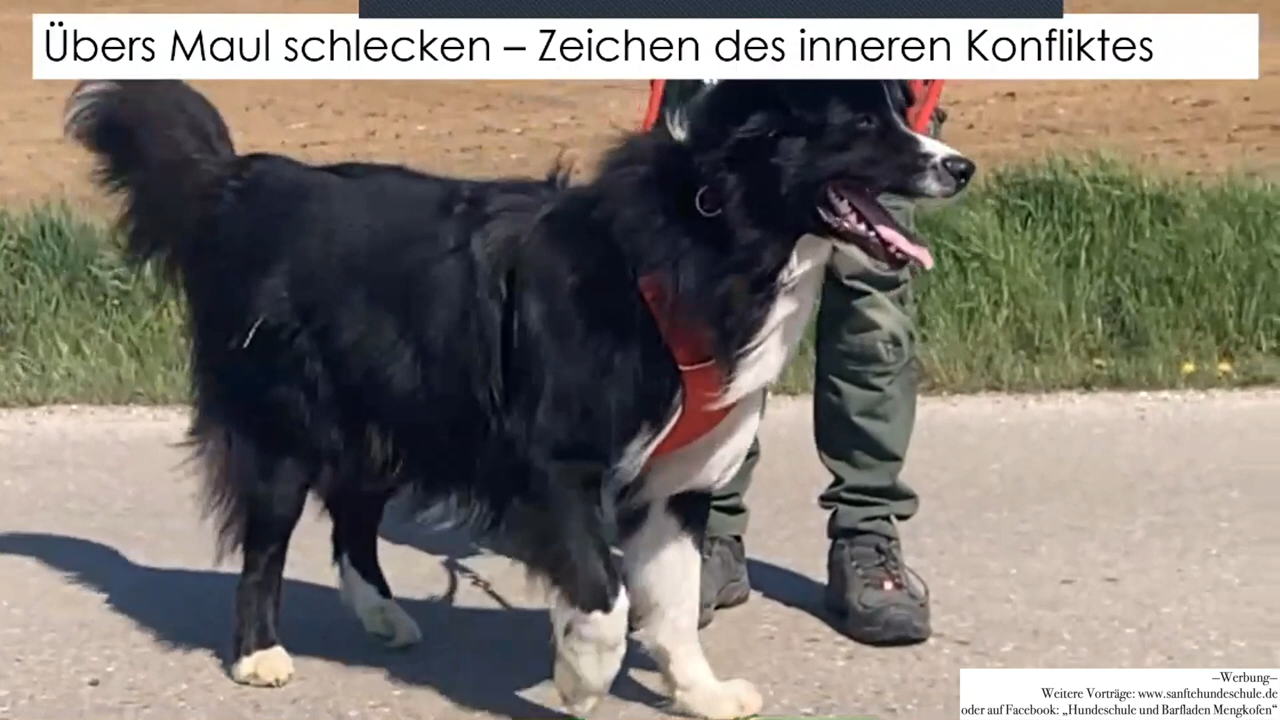 Übers Maul schlecken – Zeichen des inneren Konfliktes
—Werbung—
Weitere Vorträge: www.sanftehundeschule.de
oder auf Facebook: „Hundeschule und Barfladen Mengkofen“